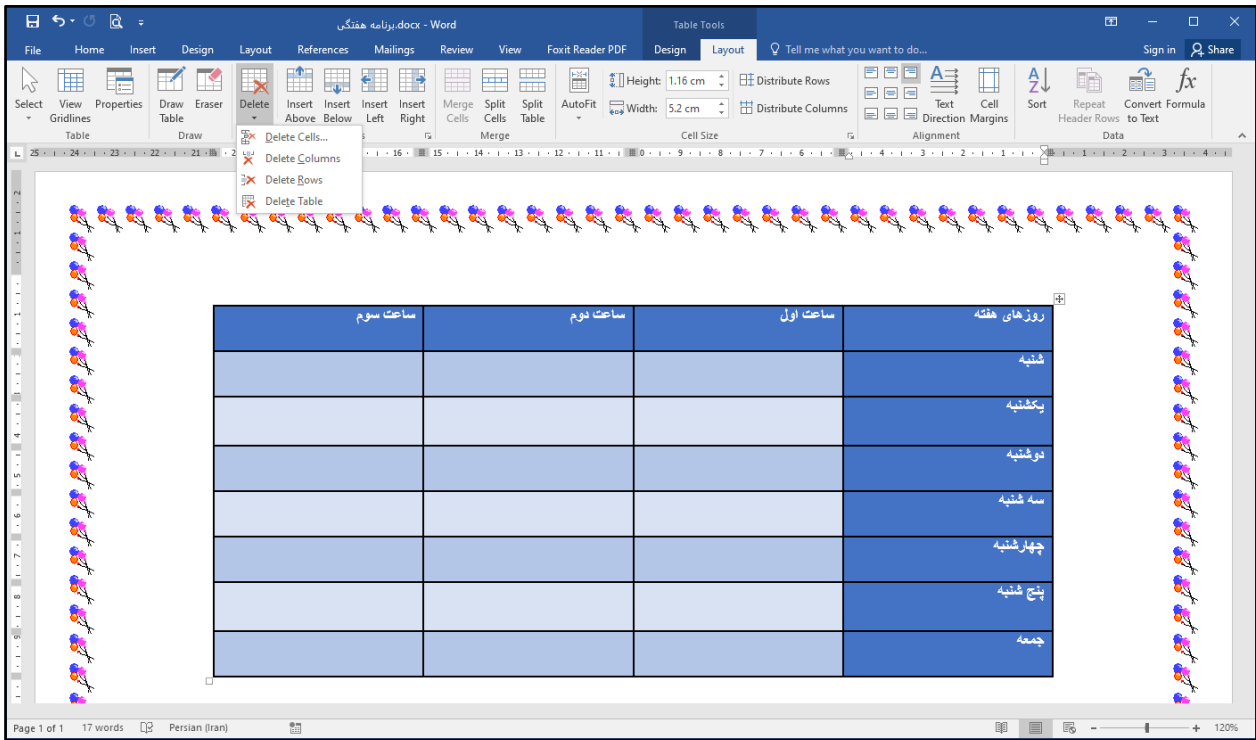 برنامه هفتگی.docx - Word
Table Tools
File Home Insert Design Layout References Mailings Review View Foxit Reader PDF Design Layout Tell me what you want to do... Sign in Share
Select
View Gridlines
Properties
Table
Draw Table
Eraser
Draw
Delete
Insert Above
Insert Below
Insert Left
Insert Right
Merge Cells
Split Cells
Split Table
Merge
AutoFit
Height: 1.16 cm
Width: 5.2 cm
Distribute Rows
Distribute Columns
Cell Size
Text Direction
Cell Margins
Alignment
Sort
Repeat Header Rows
Convert to Text
Formula
Data
Delete Cells...
Delete Columns
Delete Rows
Delete Table
روزهای هفته ساعت اول ساعت دوم ساعت سوم
شنبه
یکشنبه
دوشنبه
سه شنبه
چهارشنبه
پنج شنبه
جمعه
Page 1 of 1 17 words Persian (Iran) 120%